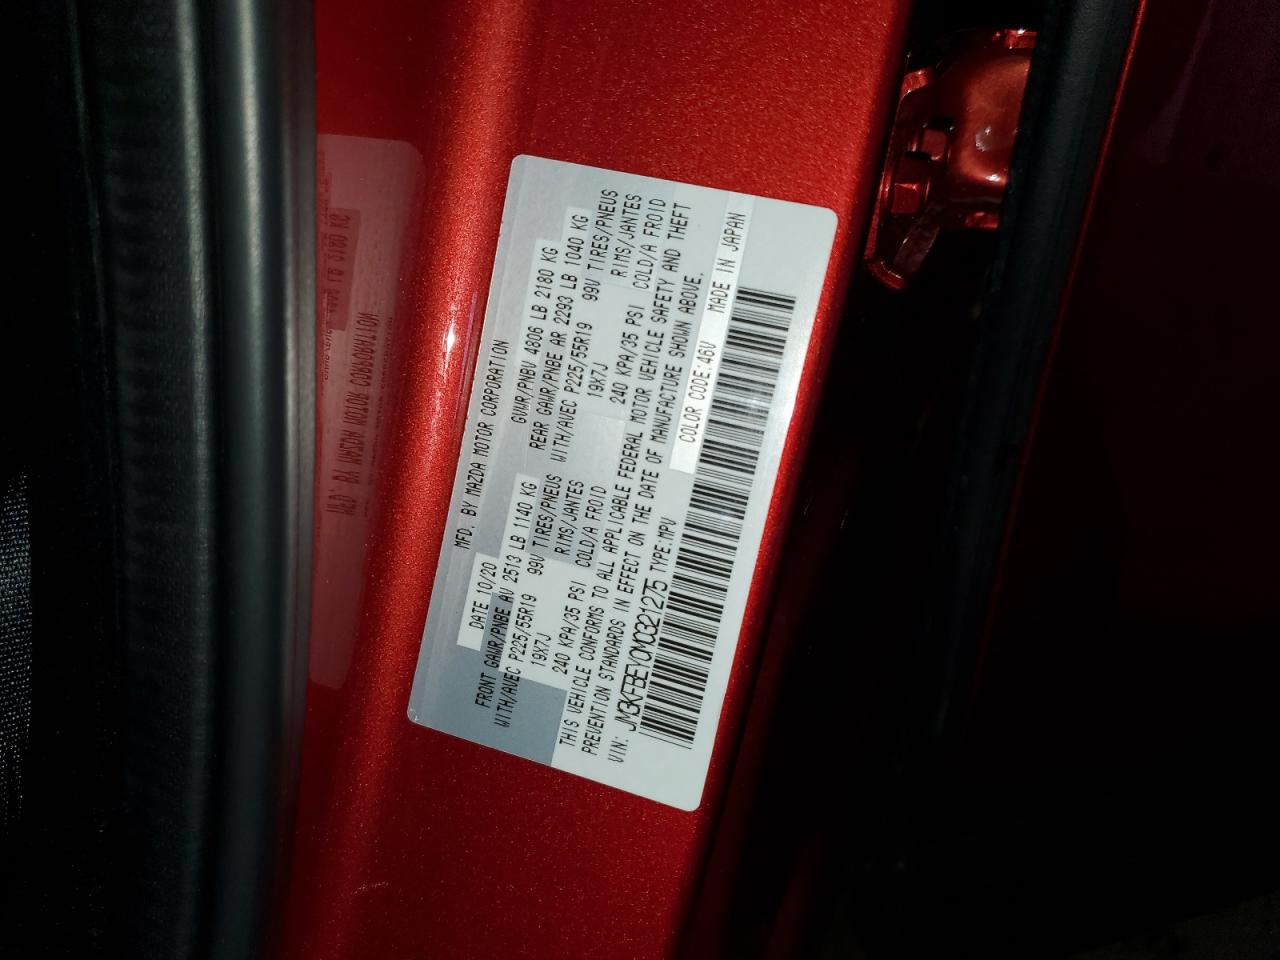 MFD. BY MAZDA MOTOR CORPORATION
DATE 10/20 GVWR/PNBV 4806 LB 2180 KG
FRONT GAWR/PNBE AV 2513 LB 1140 KG REAR GAWR/PNBE AR 2293 LB 1040 KG
WITH/AVEC P225/55R19 99V TIRES/PNEUS WITH/AVEC P225/55R19 99V TIRES/PNEUS
19X7J RIMS/JANTES 19X7J RIMS/JANTES
240 KPA/35 PSI COLD/A FROID 240 KPA/35 PSI COLD/A FROID
THIS VEHICLE CONFORMS TO ALL APPLICABLE FEDERAL MOTOR VEHICLE SAFETY AND THEFT
PREVENTION STANDARDS IN EFFECT ON THE DATE OF MANUFACTURE SHOWN ABOVE.
VIN: JM3KFBEY0M0321275 TYPE:MPV COLOR CODE:46V MADE IN JAPAN